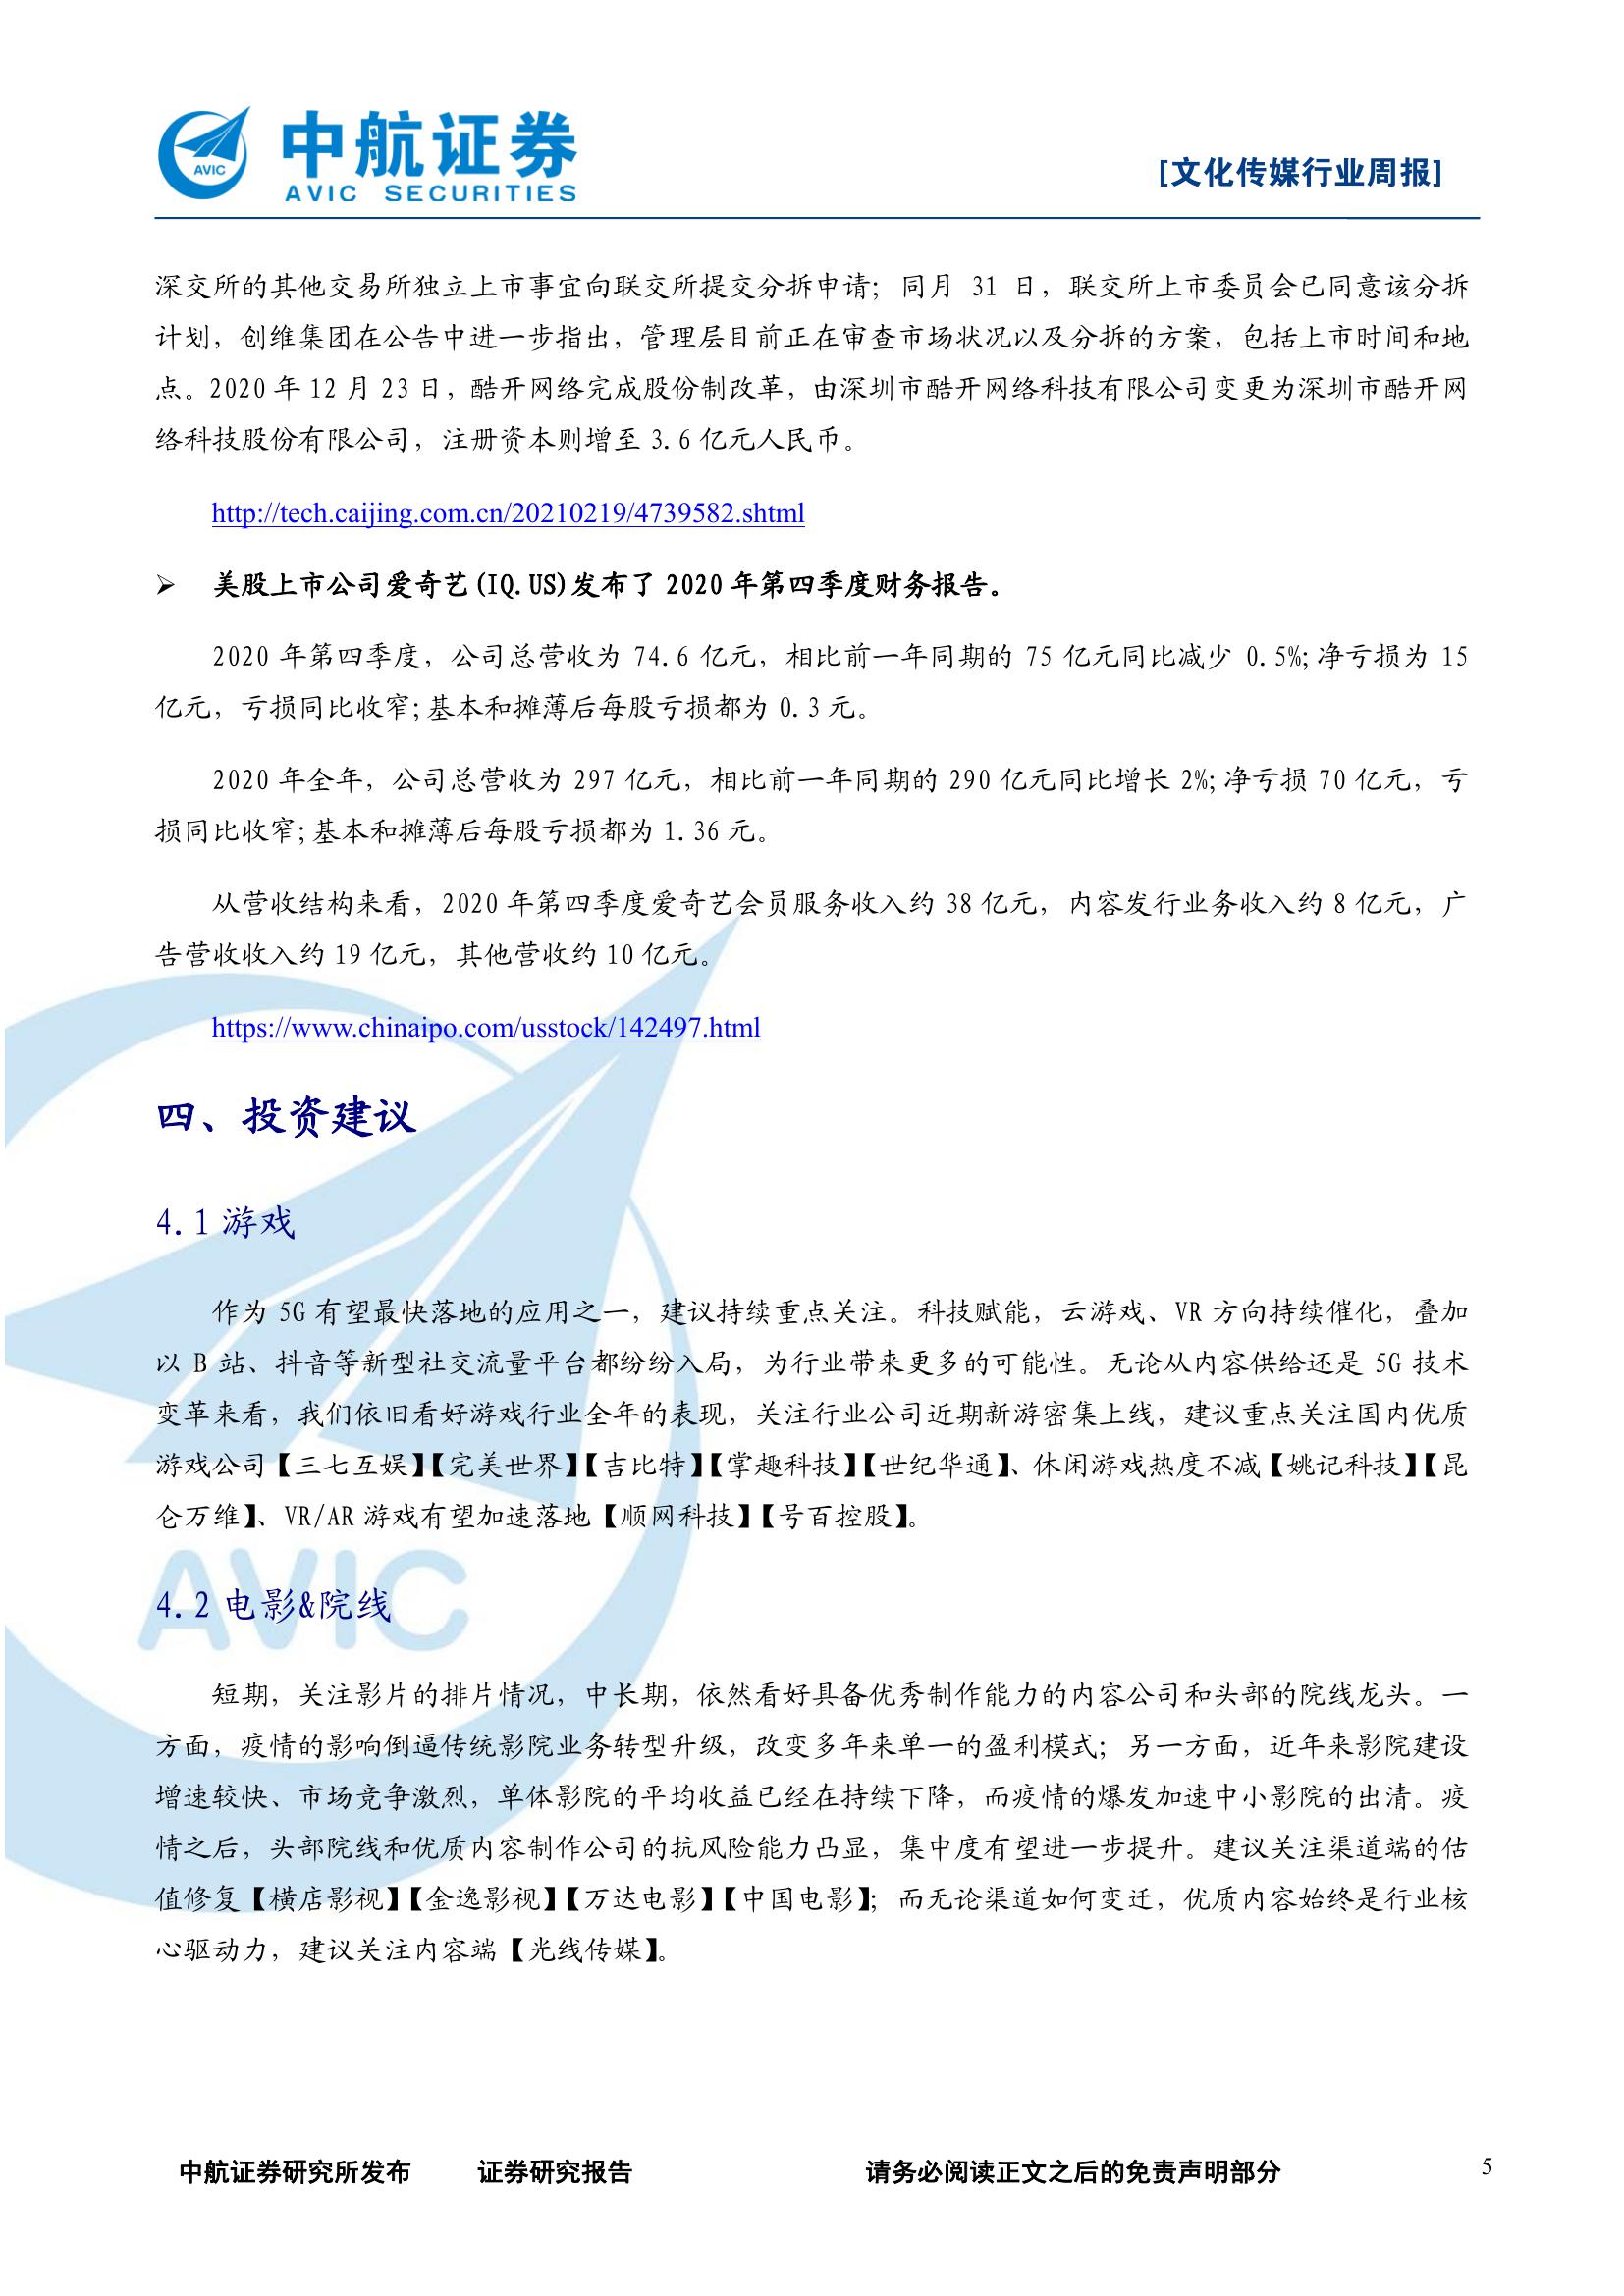 中航证券
AVIC SECURITIES
AVIC
[文化传媒行业周报]
深交所的其他交易所独立上市事宜向联交所提交分拆申请；同月 31 日，联交所上市委员会已同意该分拆
计划，创维集团在公告中进一步指出，管理层目前正在审查市场状况以及分拆的方案，包括上市时间和地
点。2020 年 12 月 23 日，酷开网络完成股份制改革，由深圳市酷开网络科技有限公司变更为深圳市酷开网
络科技股份有限公司，注册资本则增至 3.6 亿元人民币。
http://tech.caijing.com.cn/20210219/4739582.shtml
➢ 美股上市公司爱奇艺(IQ.US)发布了 2020 年第四季度财务报告。
2020 年第四季度，公司总营收为 74.6 亿元，相比前一年同期的 75 亿元同比减少 0.5%;净亏损为 15
亿元，亏损同比收窄;基本和摊薄后每股亏损都为 0.3 元。
2020 年全年，公司总营收为 297 亿元，相比前一年同期的 290 亿元同比增长 2%;净亏损 70 亿元，亏
损同比收窄;基本和摊薄后每股亏损都为 1.36 元。
从营收结构来看，2020 年第四季度爱奇艺会员服务收入约 38 亿元，内容发行业务收入约 8 亿元，广
告营收收入约 19 亿元，其他营收约 10 亿元。
https://www.chinaipo.com/usstock/142497.html
四、投资建议
4.1 游戏
作为 5G 有望最快落地的应用之一，建议持续重点关注。科技赋能，云游戏、VR 方向持续催化，叠加
以 B 站、抖音等新型社交流量平台都纷纷入局，为行业带来更多的可能性。无论从内容供给还是 5G 技术
变革来看，我们依旧看好游戏行业全年的表现，关注行业公司近期新游密集上线，建议重点关注国内优质
游戏公司【三七互娱】【完美世界】【吉比特】【掌趣科技】【世纪华通】、休闲游戏热度不减【姚记科技】【昆
仑万维】、VR/AR 游戏有望加速落地【顺网科技】【号百控股】。
AVIC
4.2 电影&院线
短期，关注影片的排片情况，中长期，依然看好具备优秀制作能力的内容公司和头部的院线龙头。一
方面，疫情的影响倒逼传统影院业务转型升级，改变多年来单一的盈利模式；另一方面，近年来影院建设
增速较快、市场竞争激烈，单体影院的平均收益已经在持续下降，而疫情的爆发加速中小影院的出清。疫
情之后，头部院线和优质内容制作公司的抗风险能力凸显，集中度有望进一步提升。建议关注渠道端的估
值修复【横店影视】【金逸影视】【万达电影】【中国电影】；而无论渠道如何变迁，优质内容始终是行业核
心驱动力，建议关注内容端【光线传媒】。
中航证券研究所发布 证券研究报告 请务必阅读正文之后的免责声明部分 5